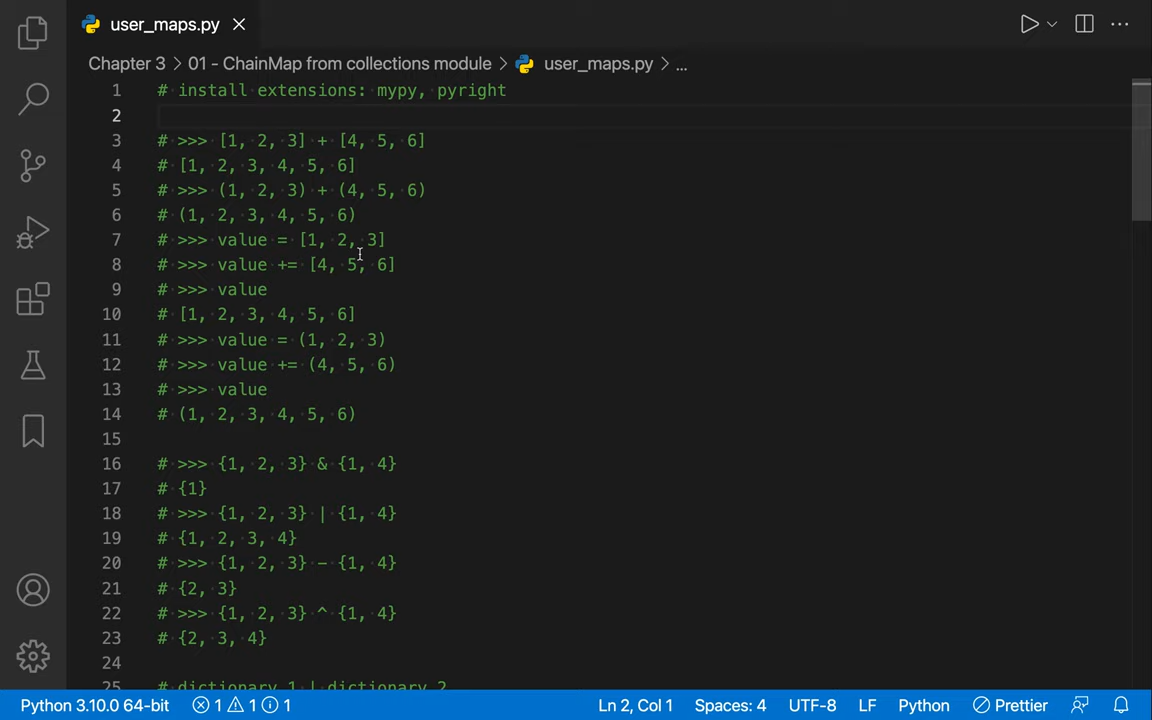 user_maps.py
Chapter 3 > 01 - ChainMap from collections module > user_maps.py > ...
1 # install extensions: mypy, pyright
2
3 # >>> [1, 2, 3] + [4, 5, 6]
4 # [1, 2, 3, 4, 5, 6]
5 # >>> (1, 2, 3) + (4, 5, 6)
6 # (1, 2, 3, 4, 5, 6)
7 # >>> value = [1, 2, 3]
8 # >>> value += [4, 5, 6]
9 # >>> value
10 # [1, 2, 3, 4, 5, 6]
11 # >>> value = (1, 2, 3)
12 # >>> value += (4, 5, 6)
13 # >>> value
14 # (1, 2, 3, 4, 5, 6)
15
16 # >>> {1, 2, 3} & {1, 4}
17 # {1}
18 # >>> {1, 2, 3} | {1, 4}
19 # {1, 2, 3, 4}
20 # >>> {1, 2, 3} - {1, 4}
21 # {2, 3}
22 # >>> {1, 2, 3} ^ {1, 4}
23 # {2, 3, 4}
24
25 # dictionary 1 | dictionary 2
Python 3.10.0 64-bit 1 1 1 Ln 2, Col 1 Spaces: 4 UTF-8 LF Python Prettier